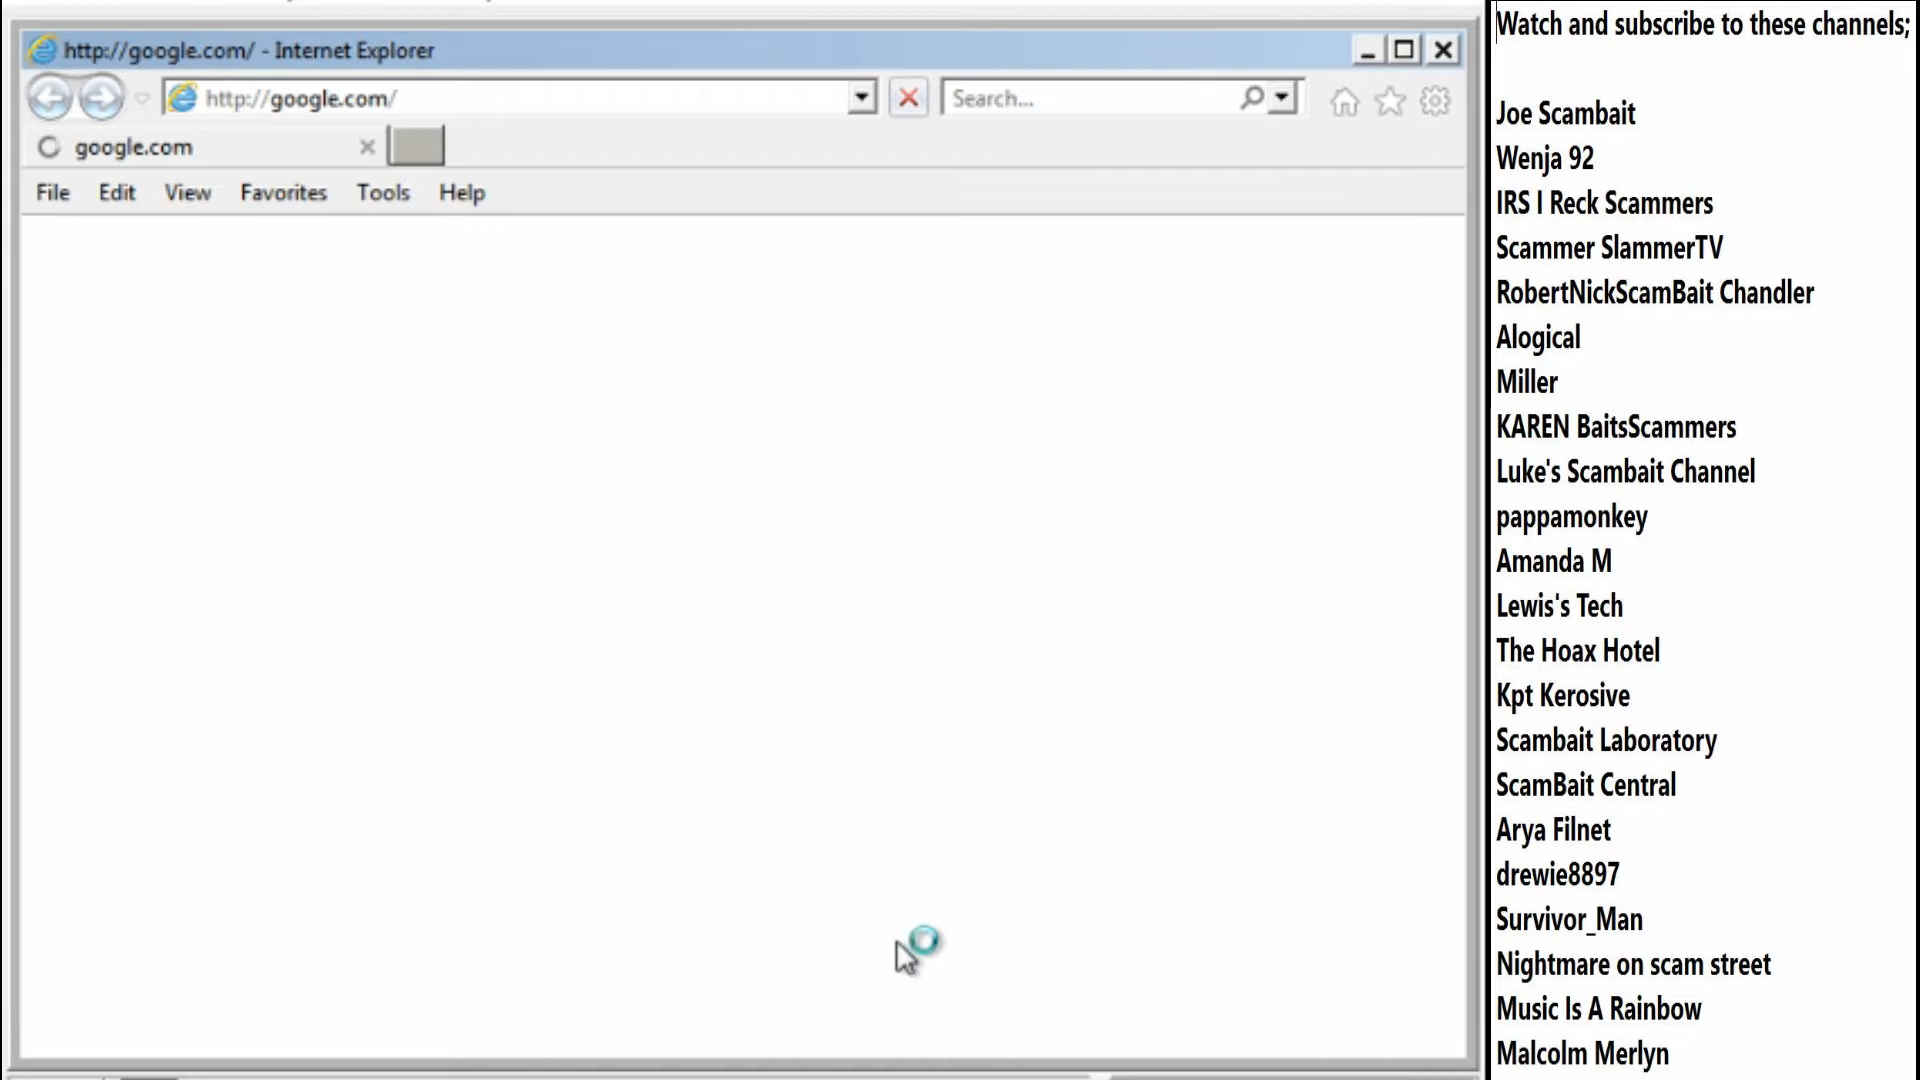 http://google.com/ - Internet Explorer
http://google.com/
Search...
google.com
File Edit View Favorites Tools Help
Watch and subscribe to these channels;
Joe Scambait
Wenja 92
IRS I Reck Scammers
Scammer SlammerTV
RobertNickScamBait Chandler
Alogical
Miller
KAREN BaitsScammers
Luke's Scambait Channel
pappamonkey
Amanda M
Lewis's Tech
The Hoax Hotel
Kpt Kerosive
Scambait Laboratory
ScamBait Central
Arya Filnet
drewie8897
Survivor_Man
Nightmare on scam street
Music Is A Rainbow
Malcolm Merlyn